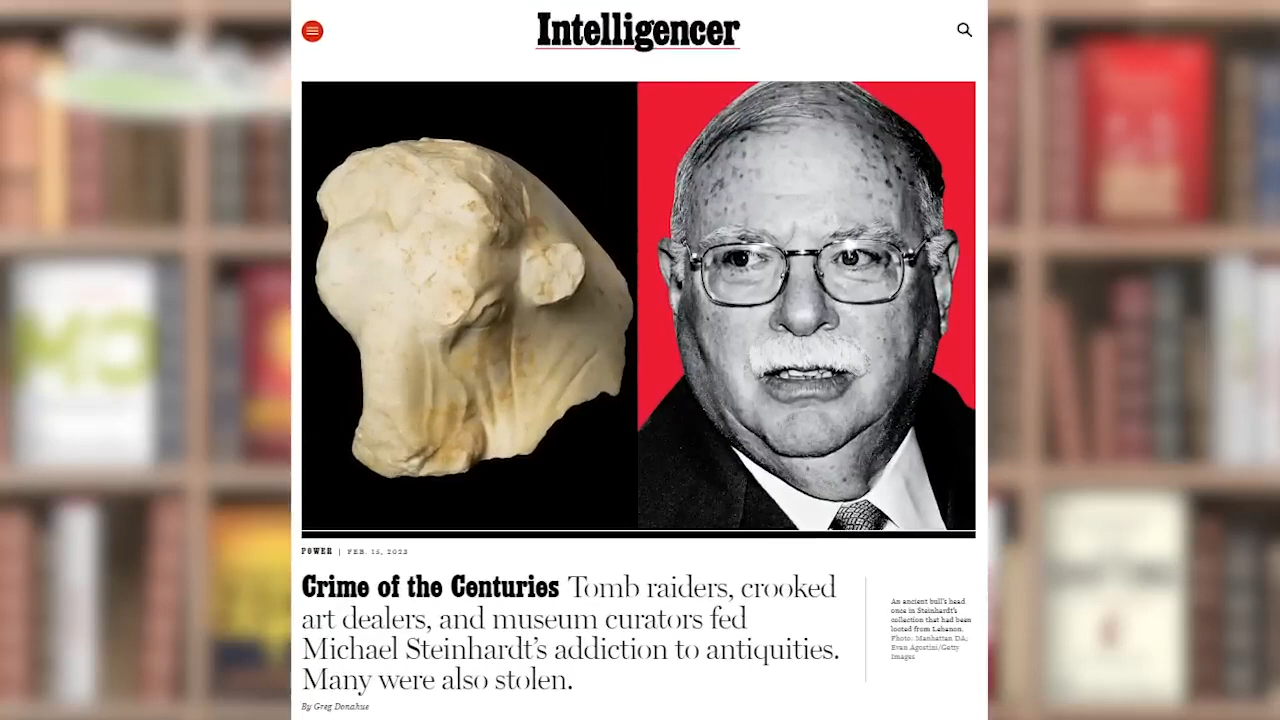 Intelligencer
POWER | FEB. 15, 2022
Crime of the Centuries Tomb raiders, crooked
art dealers, and museum curators fed
Michael Steinhardt's addiction to antiquities.
Many were also stolen.
By Greg Donahue
An ancient bull's head
once in Steinhardt's
collection that had been
looted from Lebanon.
Photo: Manhattan DA;
Evan Agostini/Getty
Images